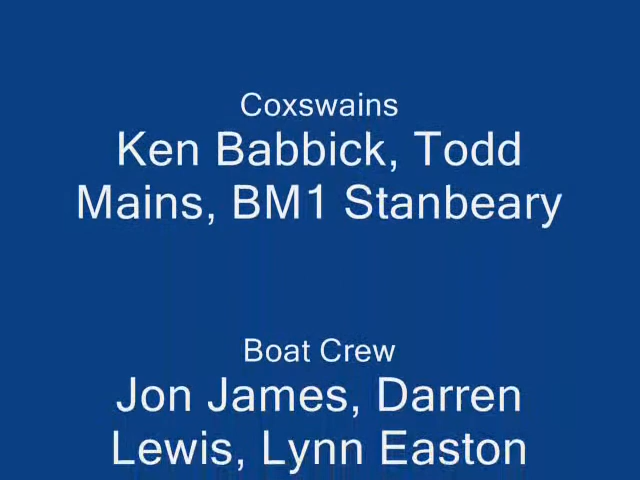 Coxswains
Ken Babbick, Todd
Mains, BM1 Stanbeary
Boat Crew
Jon James, Darren
Lewis, Lynn Easton